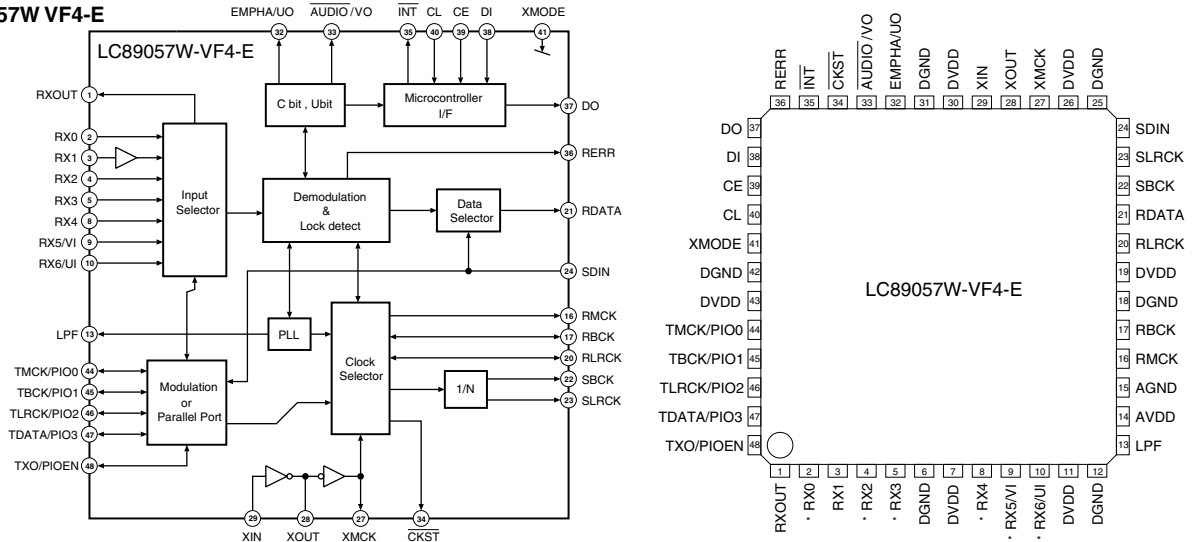 57W VF4-E
EMPHA/UO AUDIO/VO INT CL CE DI XMODE
32 33 35 40 39 38 41
LC89057W-VF4-E
RXOUT 1
C bit , Ubit
Microcontroller
I/F
37 DO
RX0 2
RX1 3
RX2 4
RX3 5
RX4 8
RX5/VI 9
RX6/UI 10
Input
Selector
36 RERR
Demodulation
&
Lock detect
Data
Selector
21 RDATA
24 SDIN
LPF 13
PLL
Clock
Selector
16 RMCK
17 RBCK
20 RLRCK
1/N
22 SBCK
23 SLRCK
TMCK/PIO0 44
TBCK/PIO1 45
TLRCK/PIO2 46
TDATA/PIO3 47
TXO/PIOEN 48
Modulation
or
Parallel Port
29 28 27 34
XIN XOUT XMCK CKST
RERR INT CKST AUDIO/VO EMPHA/UO DGND DVDD XIN XOUT XMCK DVDD DGND
36 35 34 33 32 31 30 29 28 27 26 25
DO 37
DI 38
CE 39
CL 40
XMODE 41
DGND 42
DVDD 43
TMCK/PIO0 44
TBCK/PIO1 45
TLRCK/PIO2 46
TDATA/PIO3 47
TXO/PIOEN 48
LC89057W-VF4-E
24 SDIN
23 SLRCK
22 SBCK
21 RDATA
20 RLRCK
19 DVDD
18 DGND
17 RBCK
16 RMCK
15 AGND
14 AVDD
13 LPF
1 2 3 4 5 6 7 8 9 10 11 12
RXOUT * RX0 RX1 * RX2 * RX3 DGND DVDD * RX4 * RX5/VI * RX6/UI DVDD DGND